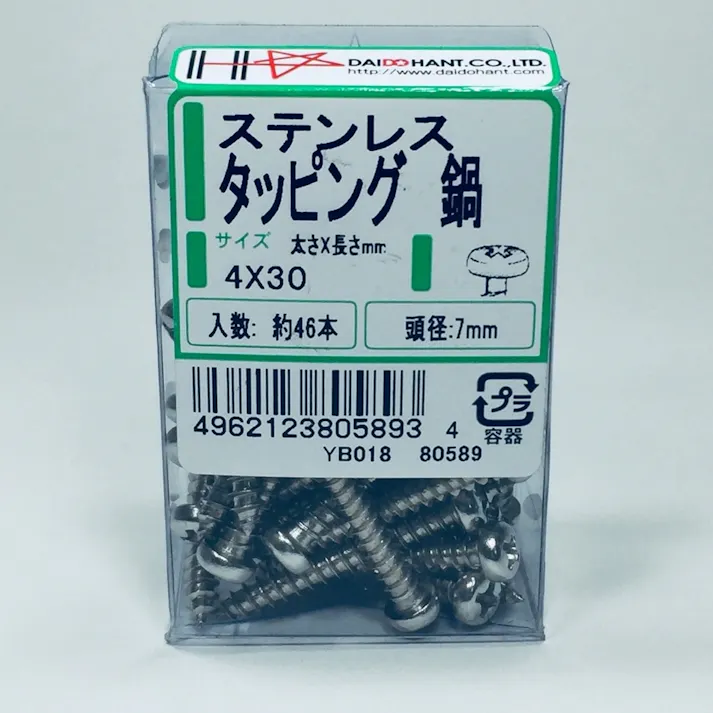 DAIDOHANT.CO.,LTD.
http://www.daidohant.com
ステンレス
タッピング 鍋
サイズ 太さX長さmm
4X30
入数: 約46本
頭径:7mm
プラ
容器
4962123805893 4
YB018 80589